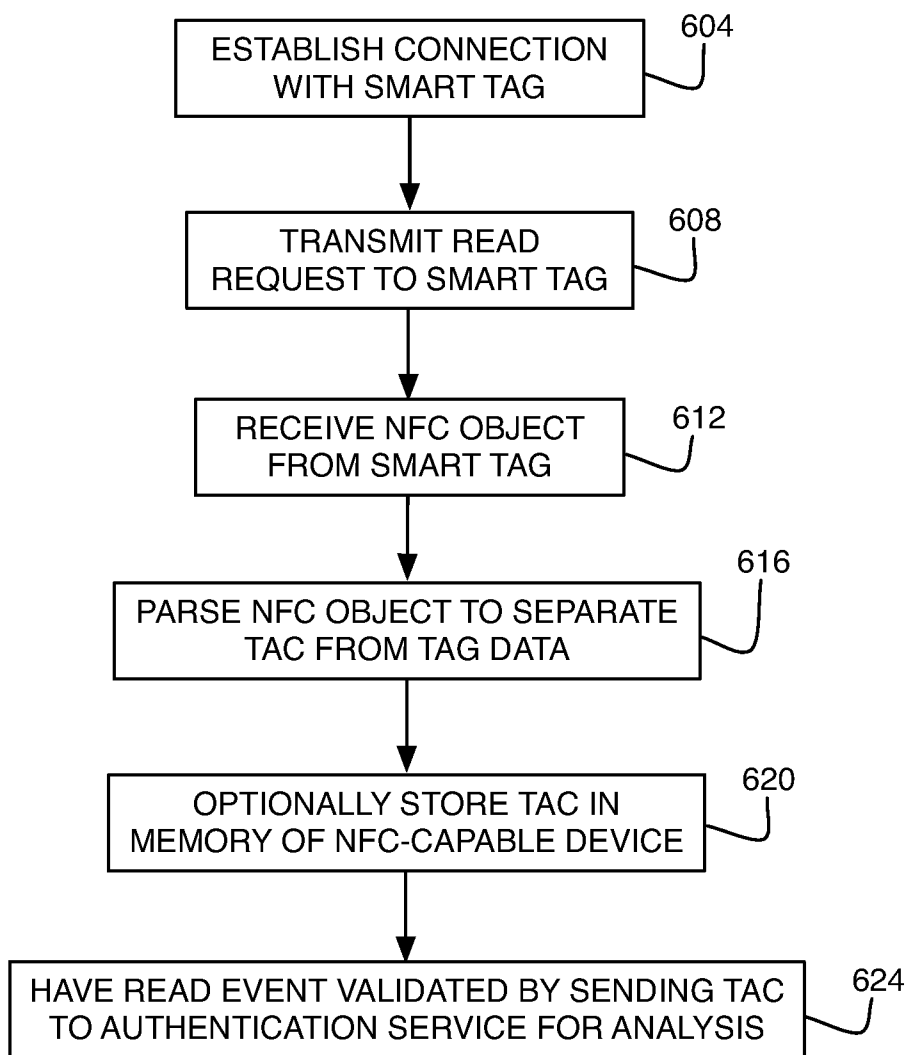 604
ESTABLISH CONNECTION
WITH SMART TAG
608
TRANSMIT READ
REQUEST TO SMART TAG
612
RECEIVE NFC OBJECT
FROM SMART TAG
616
PARSE NFC OBJECT TO SEPARATE
TAC FROM TAG DATA
620
OPTIONALLY STORE TAC IN
MEMORY OF NFC-CAPABLE DEVICE
624
HAVE READ EVENT VALIDATED BY SENDING TAC
TO AUTHENTICATION SERVICE FOR ANALYSIS